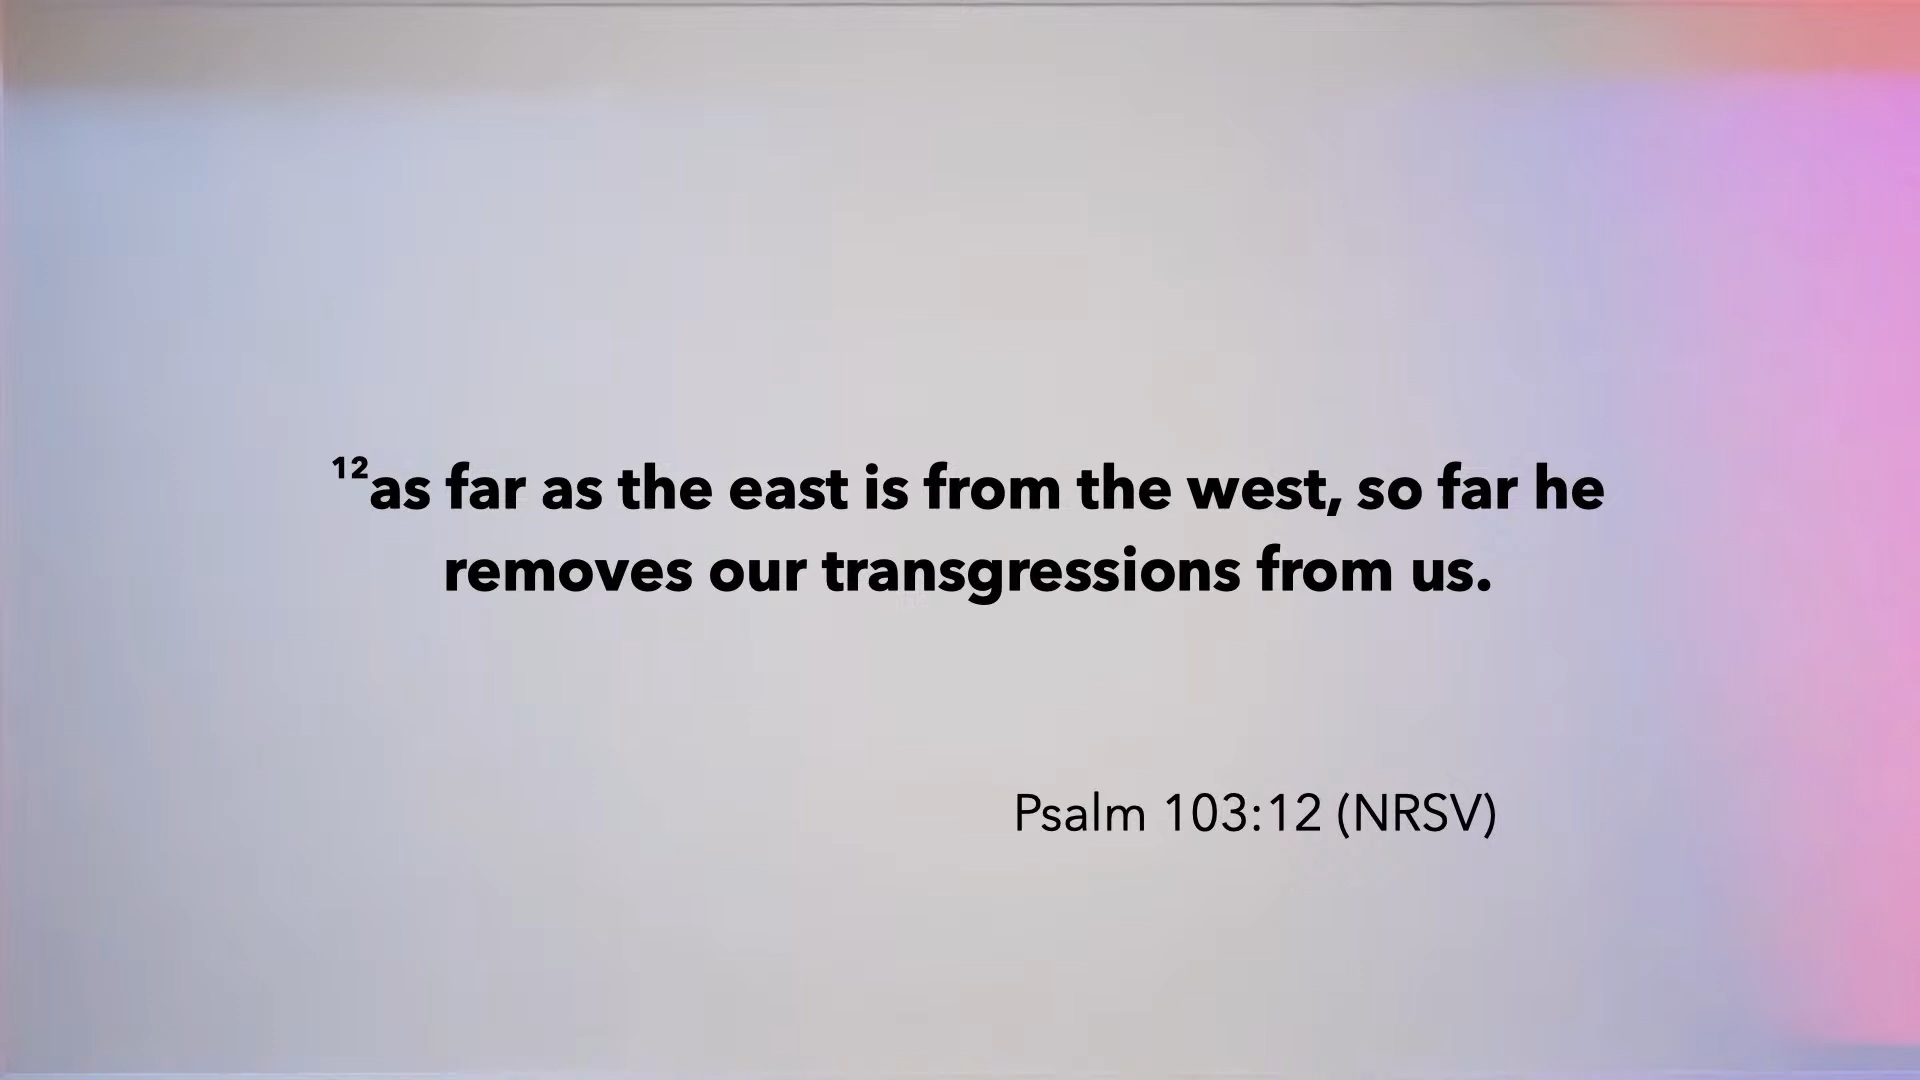 ¹²as far as the east is from the west, so far he
removes our transgressions from us.
Psalm 103:12 (NRSV)